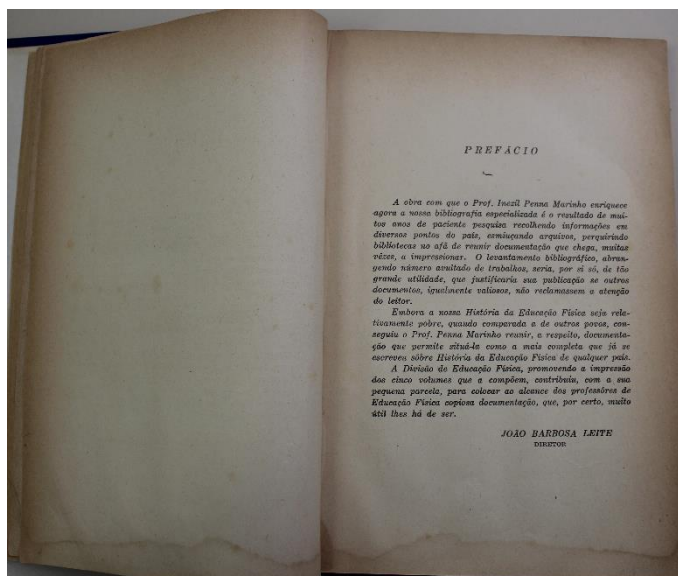 PREFÁCIO
A obra com que o Prof. Inezil Penna Marinho enriquece
agora a nossa bibliografia especializada é o resultado de mui-
tos anos de paciente pesquisa recolhendo informações em
diversos pontos do país, esmiuçando arquivos, perquirindo
bibliotecas no afã de reunir documentação que chega, muitas
vêzes, a impressionar. O levantamento bibliográfico, abran-
gendo número avultado de trabalhos, seria, por si só, de tão
grande utilidade, que justificaria sua publicação se outros
documentos, igualmente valiosos, não reclamassem a atenção
do leitor.
Embora a nossa História da Educação Física seja rela-
tivamente pobre, quando comparada a de outros povos, con-
seguiu o Prof. Penna Marinho reunir, a respeito, documenta-
ção que permite situá-la como a mais completa que já se
escreveu sôbre História da Educação Física de qualquer país.
A Divisão de Educação Física, promovendo a impressão
dos cinco volumes que a compõem, contribuiu, com a sua
pequena parcela, para colocar ao alcance dos professôres de
Educação Física copiosa documentação, que, por certo, muito
útil lhes há de ser.
JOÃO BARBOSA LEITE
DIRETOR